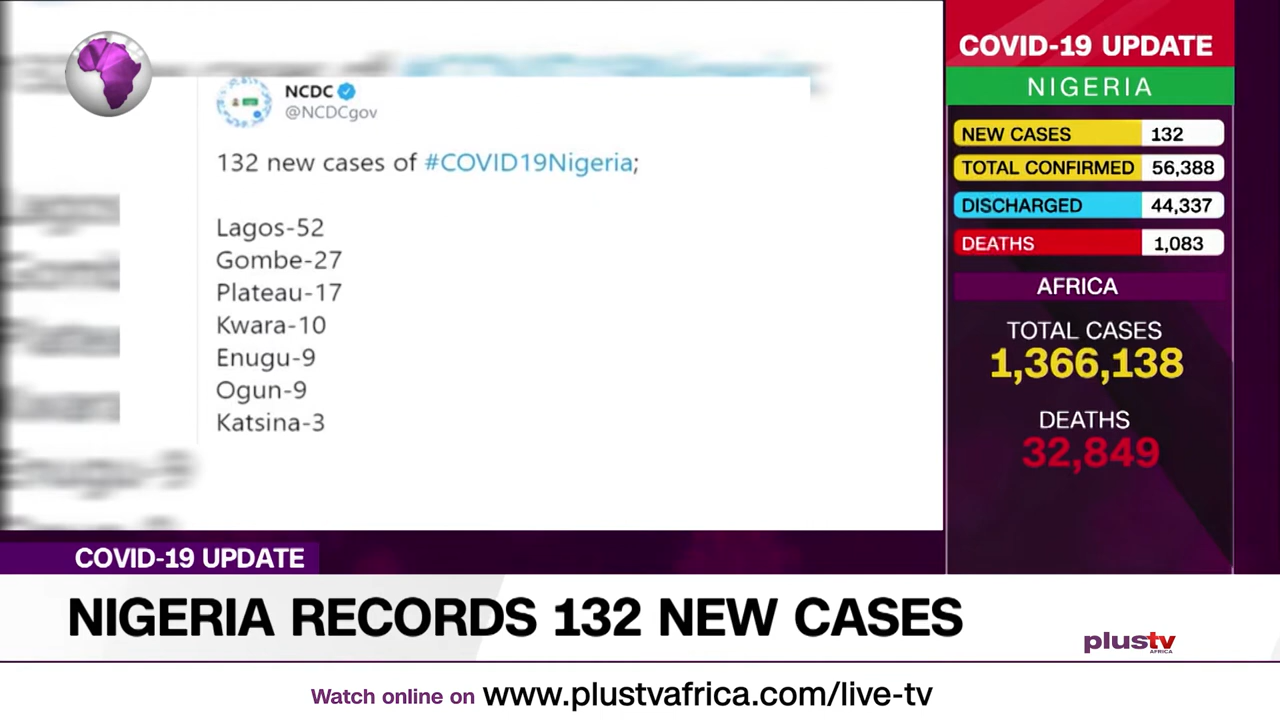 NCDC
@NCDCgov
132 new cases of #COVID19Nigeria;
Lagos-52
Gombe-27
Plateau-17
Kwara-10
Enugu-9
Ogun-9
Katsina-3
COVID-19 UPDATE
NIGERIA
NEW CASES 132
TOTAL CONFIRMED 56,388
DISCHARGED 44,337
DEATHS 1,083
AFRICA
TOTAL CASES
1,366,138
DEATHS
32,849
COVID-19 UPDATE
NIGERIA RECORDS 132 NEW CASES
plustv
AFRICA
Watch online on www.plustvafrica.com/live-tv